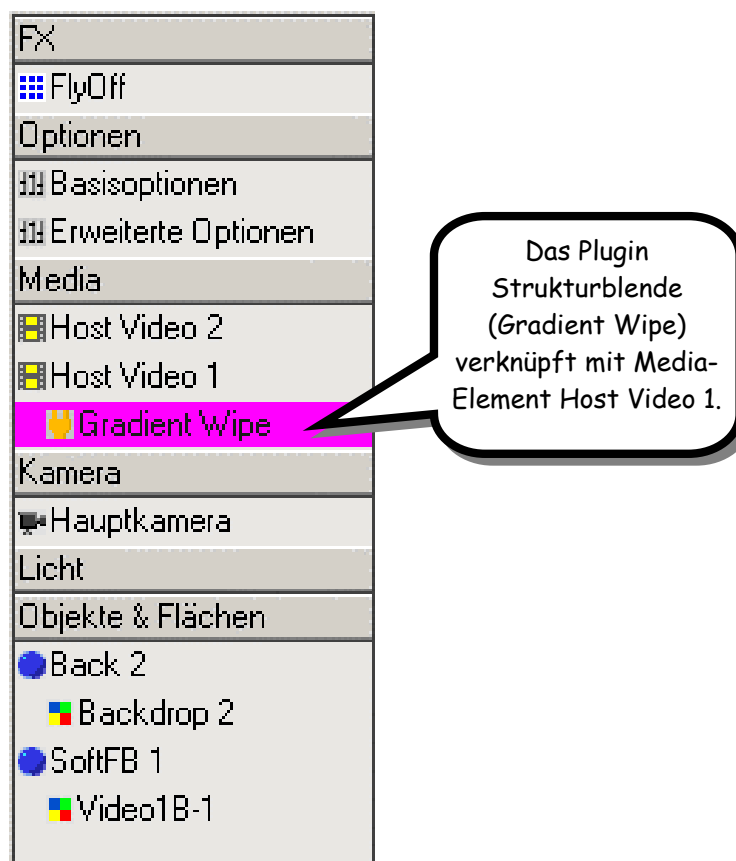 FX
FlyOff
Optionen
Basisoptionen
Erweiterte Optionen
Media
Host Video 2
Host Video 1
Gradient Wipe
Kamera
Hauptkamera
Licht
Objekte & Flächen
Back 2
Backdrop 2
SoftFB 1
Video1B-1
Das Plugin
Strukturblende
(Gradient Wipe)
verknüpft mit Media-
Element Host Video 1.